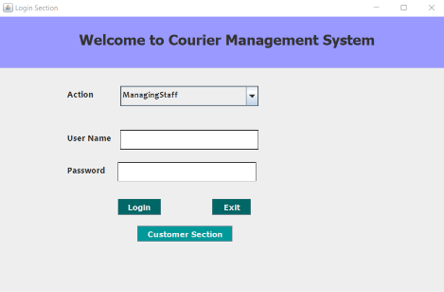 Login Section
Welcome to Courier Management System
Action
ManagingStaff
User Name
Password
Login
Exit
Customer Section